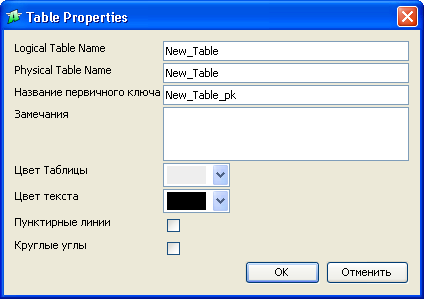 Table Properties
Logical Table Name
New_Table
Physical Table Name
New_Table
Название первичного ключа
New_Table_pk
Замечания
Цвет Таблицы
Цвет текста
Пунктирные линии
Круглые углы
OK
Отменить